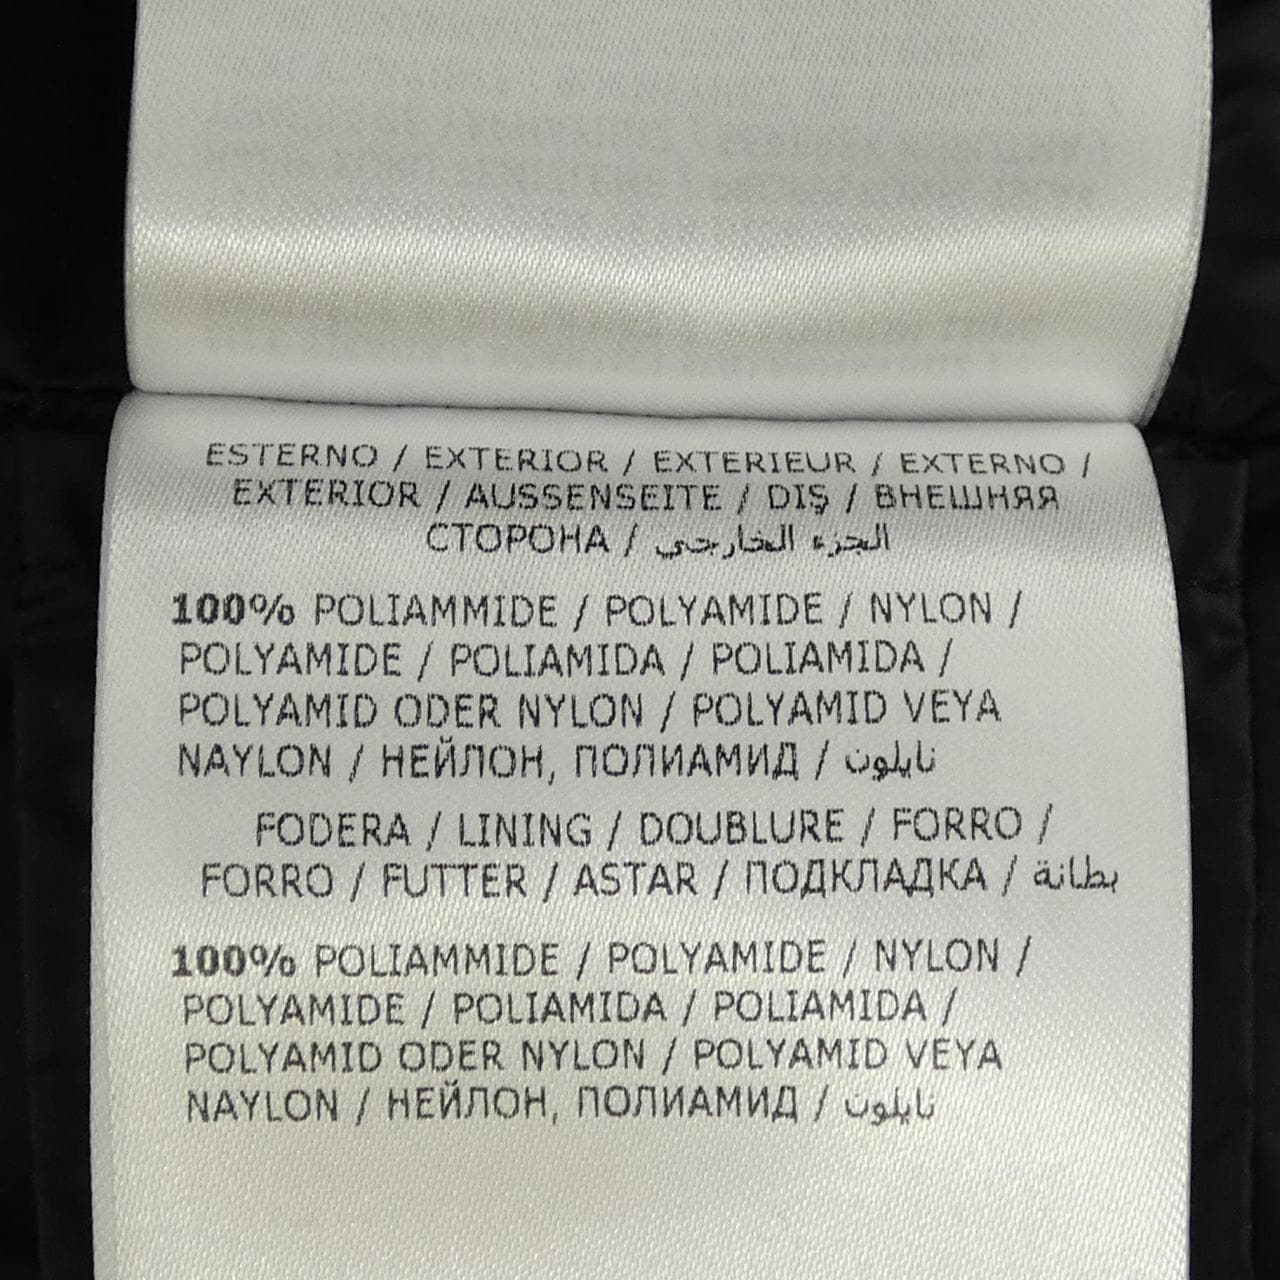 ESTERNO / EXTERIOR / EXTERIEUR / EXTERNO /
EXTERIOR / AUSSENSEITE / DIŞ / ВНЕШНЯЯ
СТОРОНА / الجزء الخارجي
100% POLIAMMIDE / POLYAMIDE / NYLON /
POLYAMIDE / POLIAMIDA / POLIAMIDA /
POLYAMID ODER NYLON / POLYAMID VEYA
NAYLON / НЕЙЛОН, ПОЛИАМИД / نايلون
FODERA / LINING / DOUBLURE / FORRO /
FORRO / FUTTER / ASTAR / ПОДКЛАДКА / بطانة
100% POLIAMMIDE / POLYAMIDE / NYLON /
POLYAMIDE / POLIAMIDA / POLIAMIDA /
POLYAMID ODER NYLON / POLYAMID VEYA
NAYLON / НЕЙЛОН, ПОЛИАМИД / نايلون